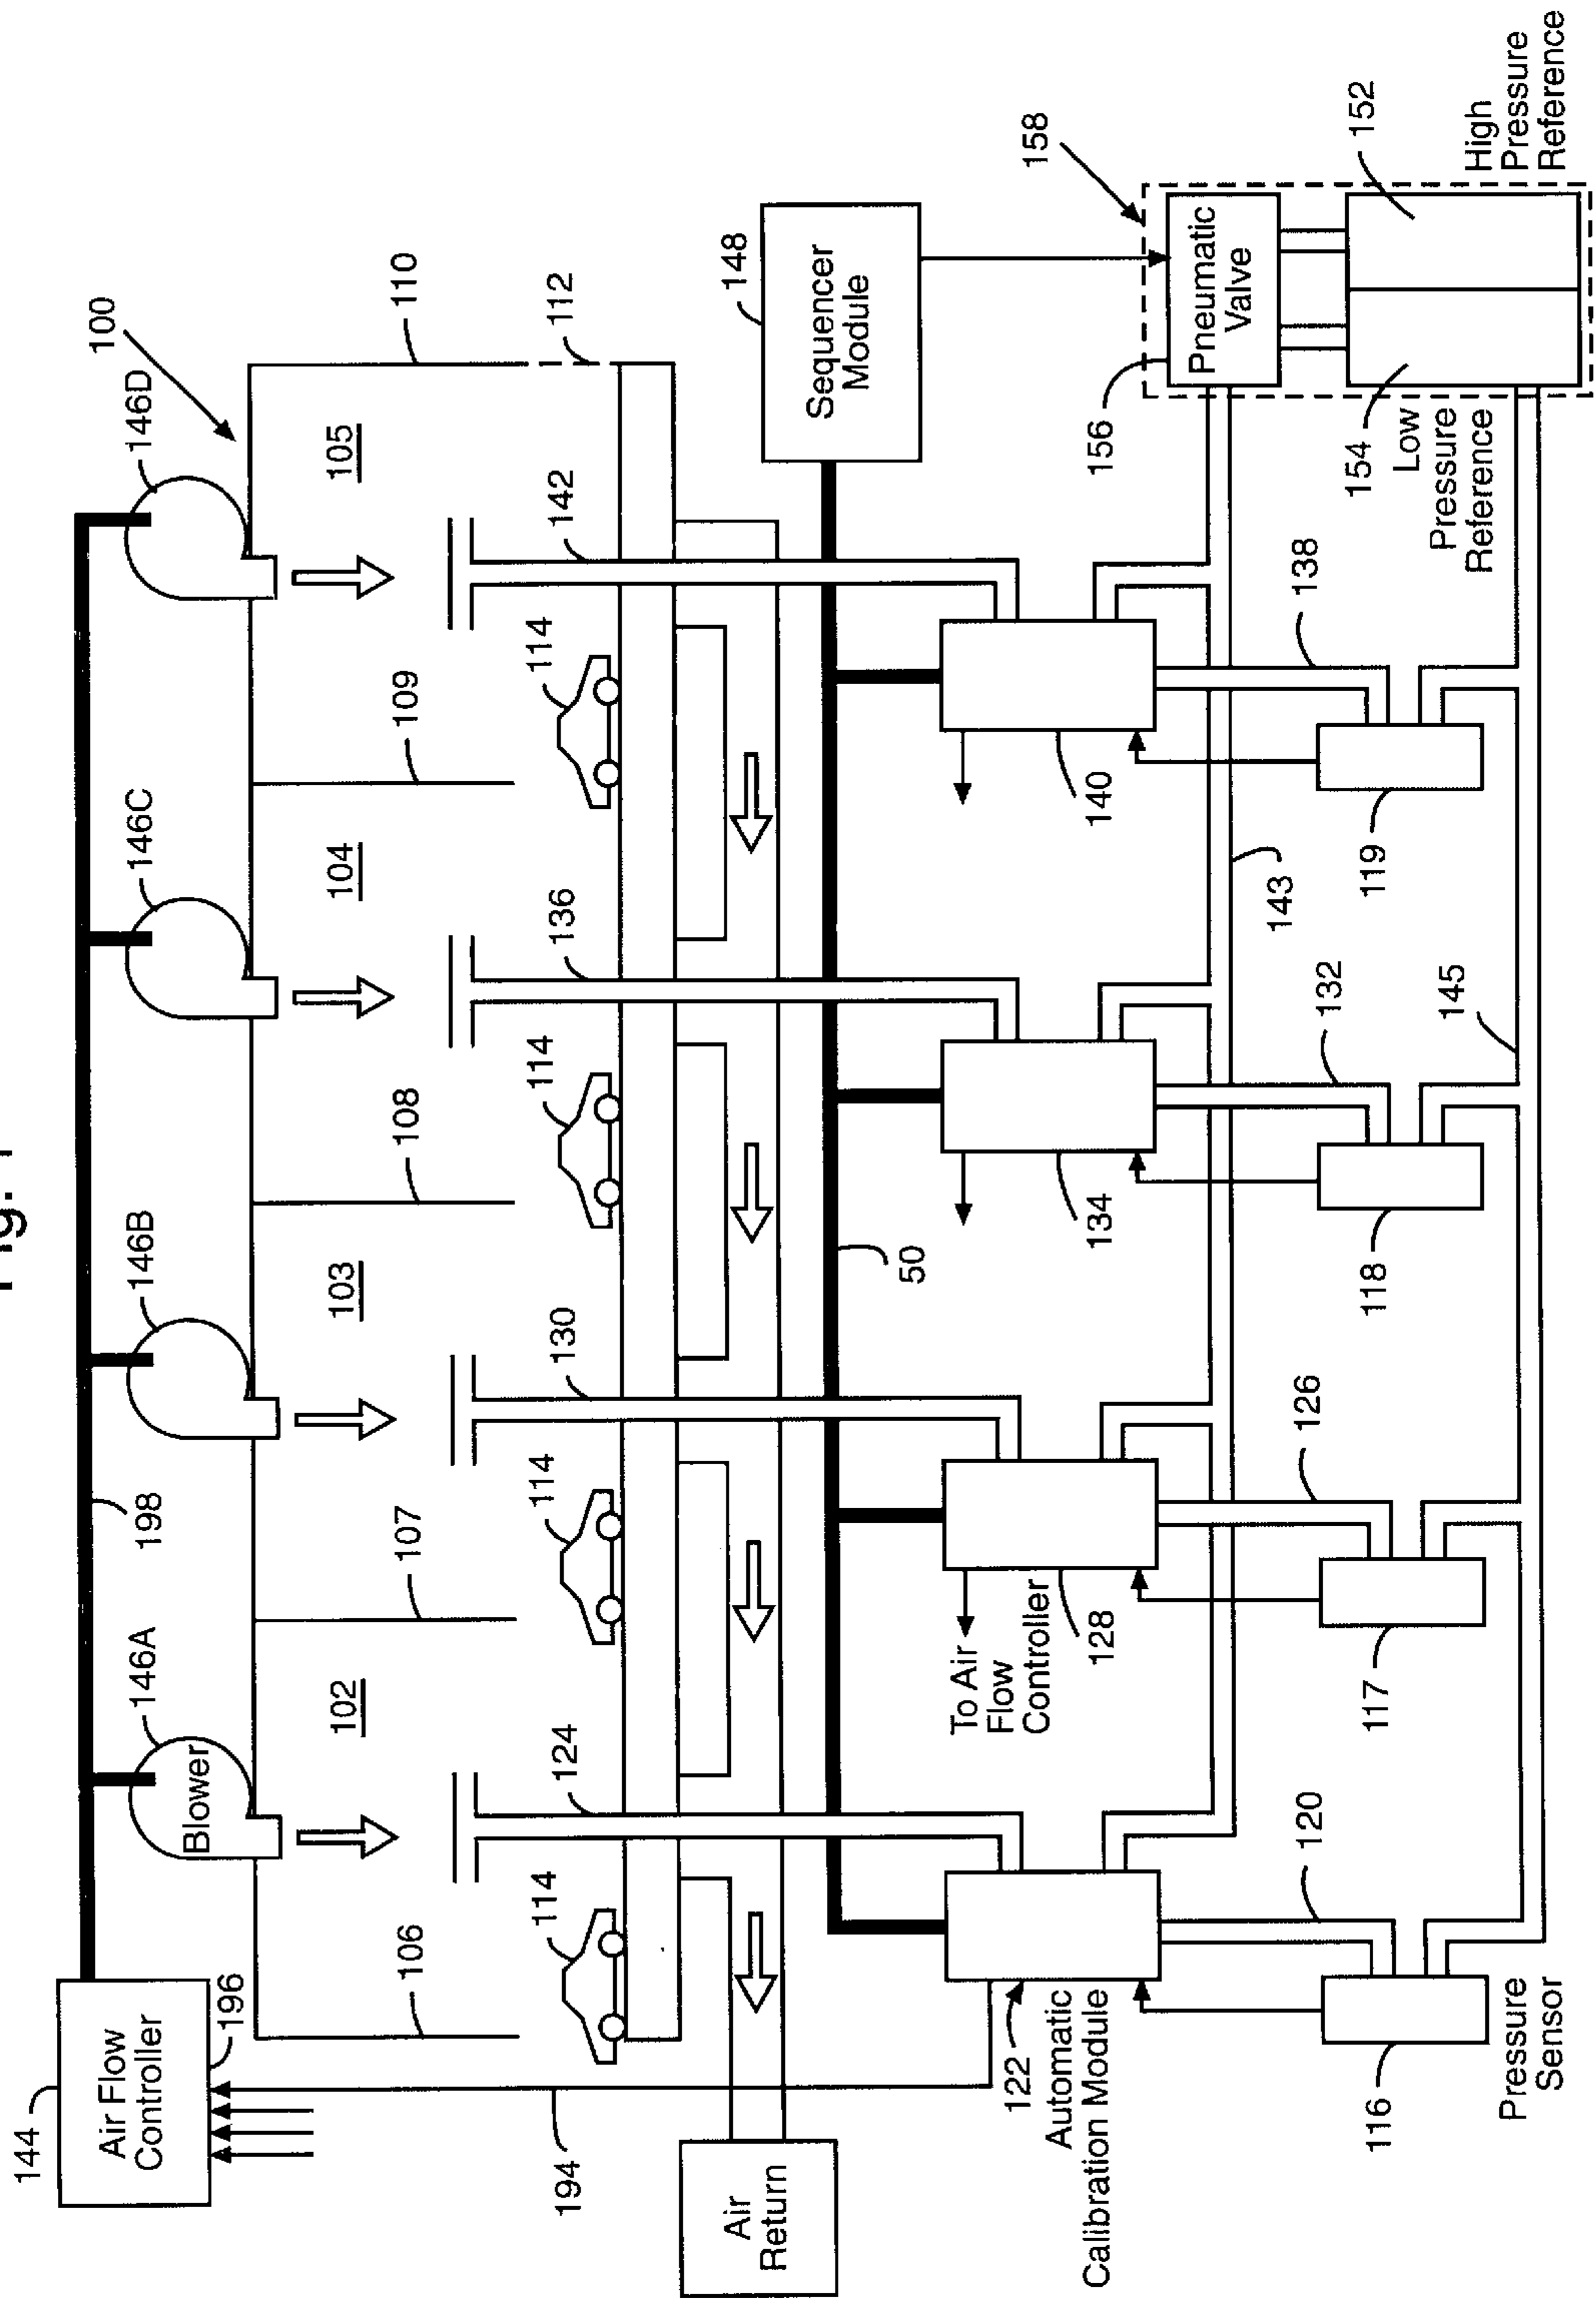 Fig. 1
100
144
Air Flow
Controller
196
198
146A
Blower
146B
146C
146D
102
103
104
105
106
107
108
109
110
112
114
114
114
114
124
130
136
142
194
Air
Return
50
148
Sequencer
Module
122
Automatic
Calibration Module
To Air
Flow
Controller
128
134
140
143
158
156
Pneumatic
Valve
120
126
132
138
145
116
Pressure
Sensor
117
118
119
154
Low
Pressure
Reference
152
High
Pressure
Reference